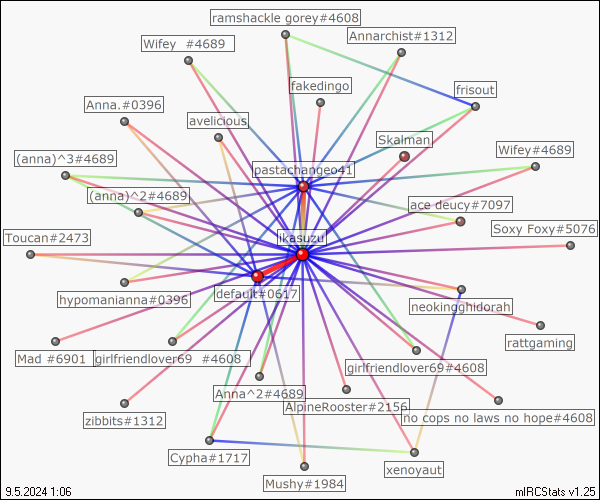 ramshackle gorey#4608
Annarchist#1312
Wifey  #4689
fakedingo
frisout
Anna.#0396
avelicious
Skalman
(anna)^3#4689
Wifey#4689
pastachangeo41
(anna)^2#4689
ace deucy#7097
Toucan#2473
ikasuzu
Soxy Foxy#5076
default#0617
hypomanianna#0396
neokingghidorah
rattgaming
Mad #6901
girlfriendlover69  #4608
girlfriendlover69#4608
Anna^2#4689
AlpineRooster#2156
zibbits#1312
no cops no laws no hope#4608
Cypha#1717
xenoyaut
Mushy#1984
9.5.2024 1:06
mIRCStats v1.25